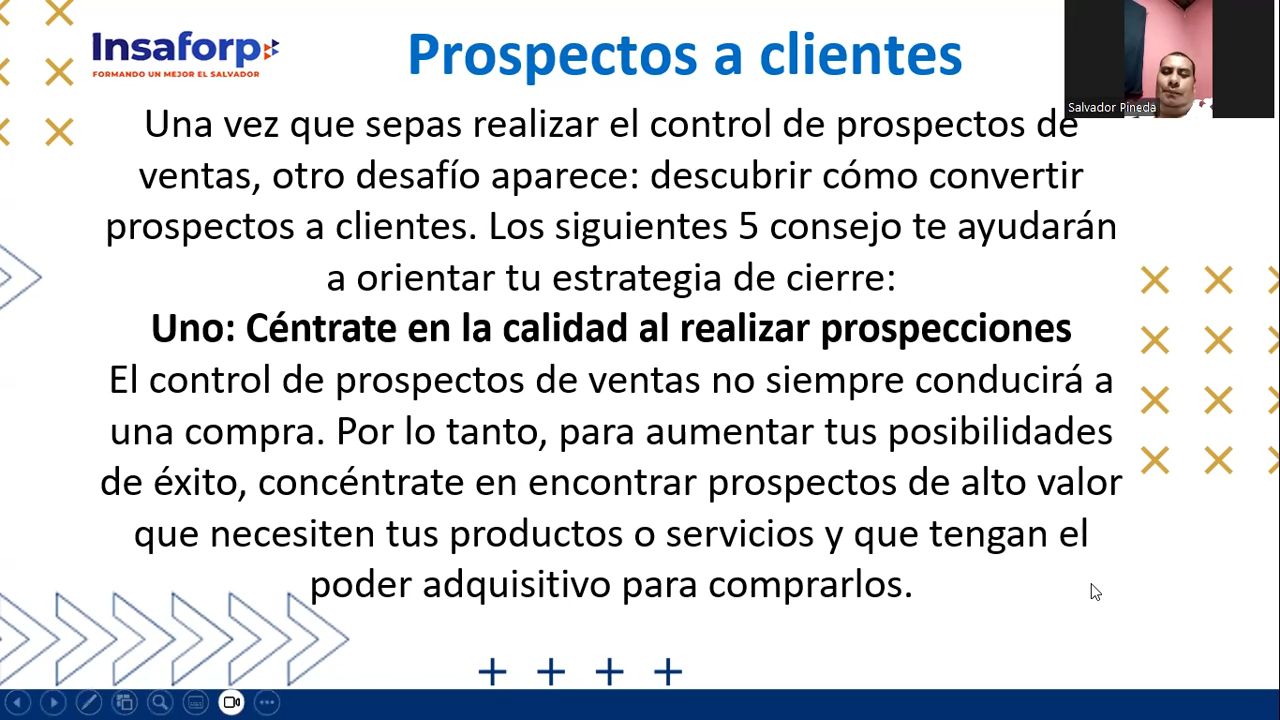 Insaforp
FORMANDO UN MEJOR EL SALVADOR
Prospectos a clientes
Salvador Pineda
Una vez que sepas realizar el control de prospectos de
ventas, otro desafío aparece: descubrir cómo convertir
prospectos a clientes. Los siguientes 5 consejo te ayudarán
a orientar tu estrategia de cierre:
Uno: Céntrate en la calidad al realizar prospecciones
El control de prospectos de ventas no siempre conducirá a
una compra. Por lo tanto, para aumentar tus posibilidades
de éxito, concéntrate en encontrar prospectos de alto valor
que necesiten tus productos o servicios y que tengan el
poder adquisitivo para comprarlos.